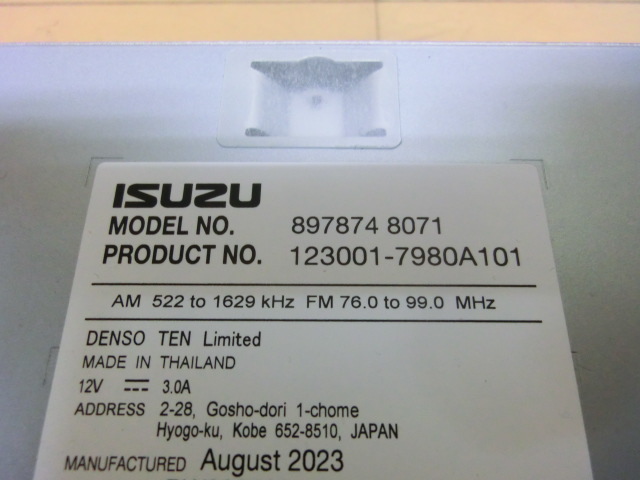 ISUZU
MODEL NO. 897874 8071
PRODUCT NO. 123001-7980A101
AM 522 to 1629 kHz FM 76.0 to 99.0 MHz
DENSO TEN Limited
MADE IN THAILAND
12V ⎓ 3.0A
ADDRESS 2-28, Gosho-dori 1-chome
Hyogo-ku, Kobe 652-8510, JAPAN
MANUFACTURED August 2023